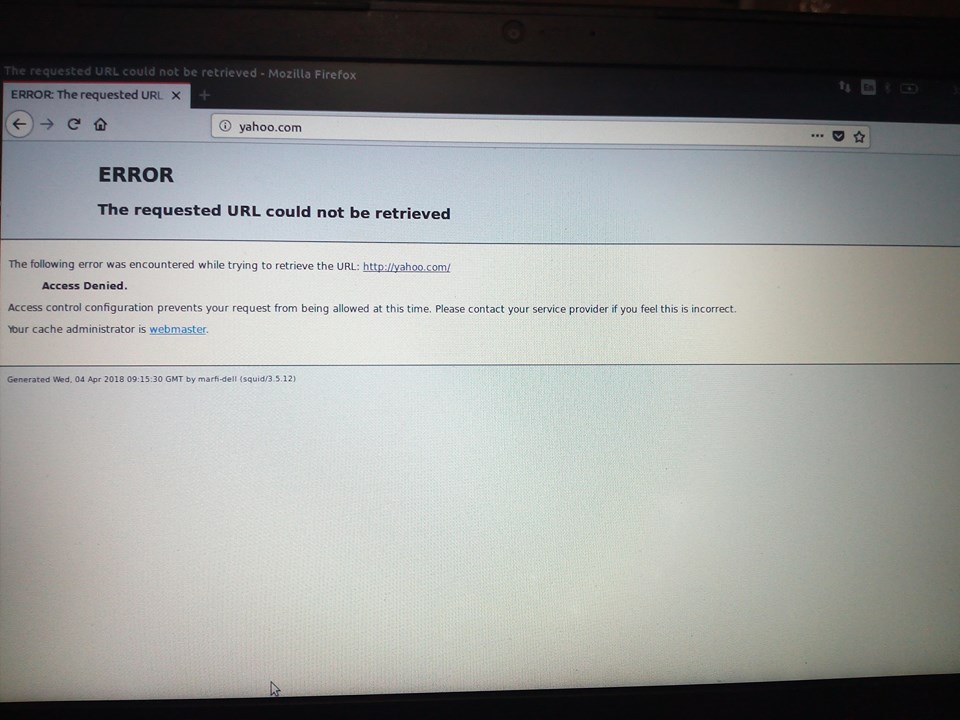 The requested URL could not be retrieved - Mozilla Firefox
ERROR: The requested URL
En
yahoo.com
ERROR
The requested URL could not be retrieved
The following error was encountered while trying to retrieve the URL: http://yahoo.com/
Access Denied.
Access control configuration prevents your request from being allowed at this time. Please contact your service provider if you feel this is incorrect.
Your cache administrator is webmaster.
Generated Wed, 04 Apr 2018 09:15:30 GMT by marfi-dell (squid/3.5.12)